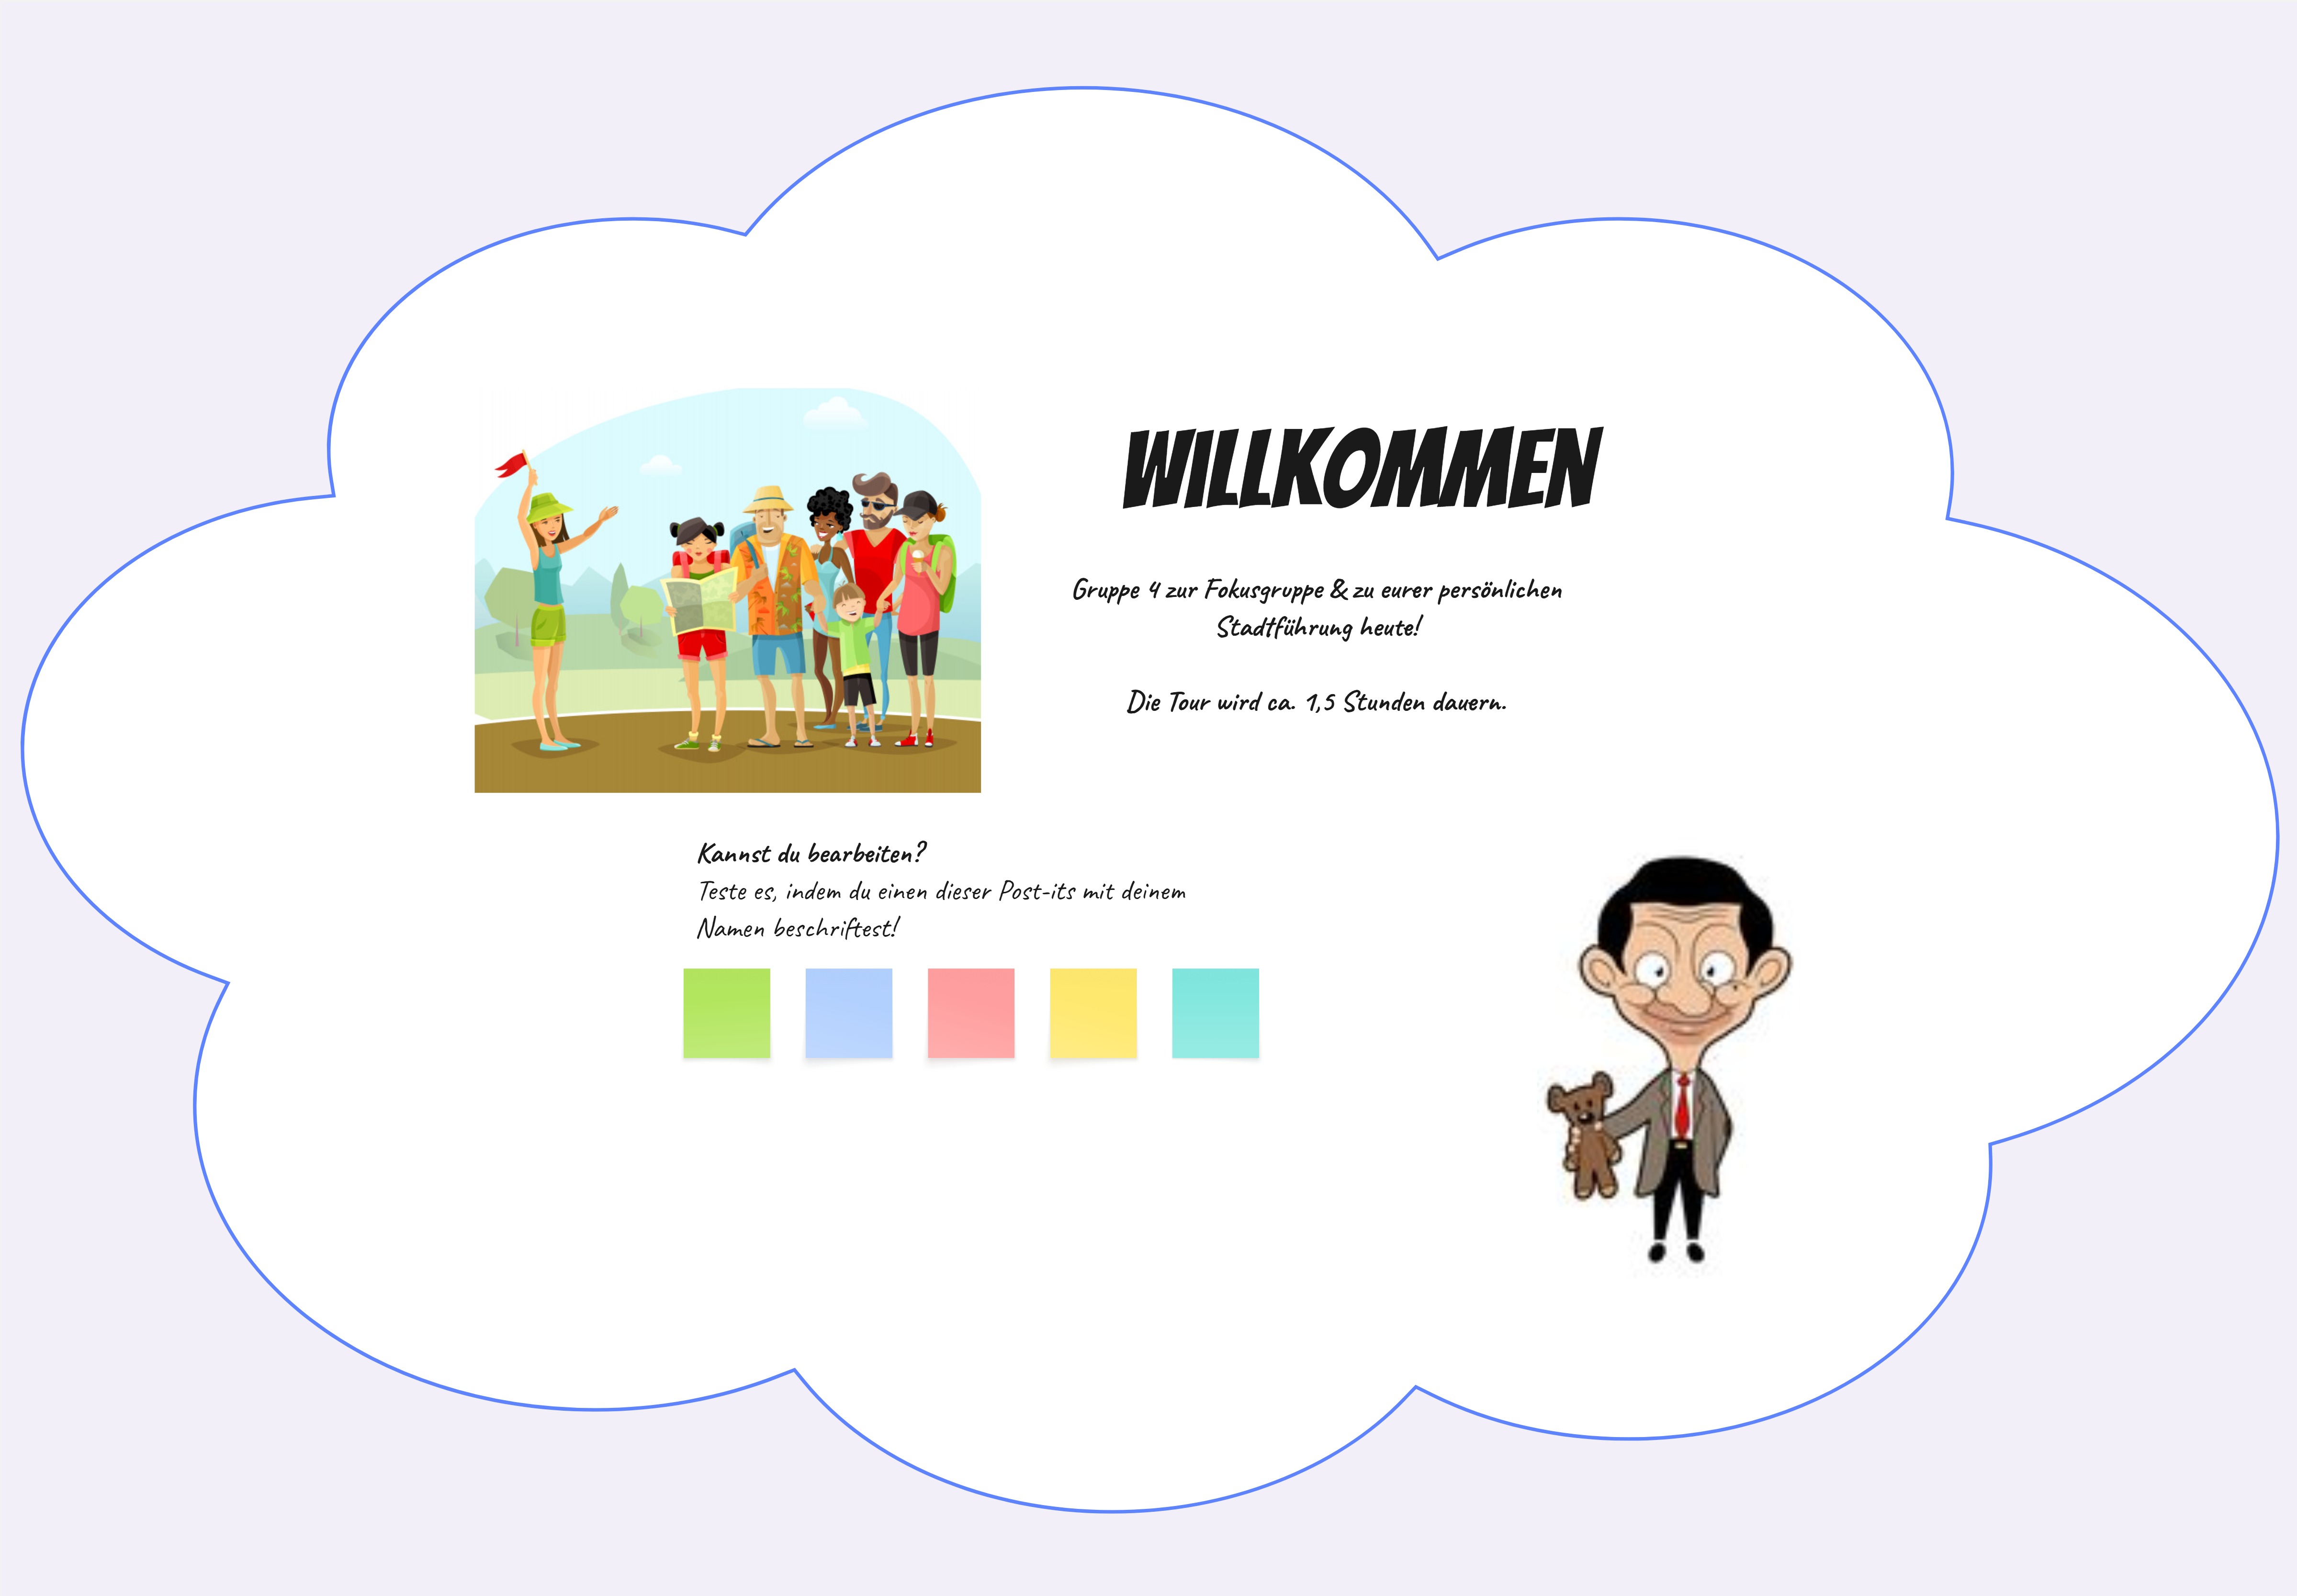 WILLKOMMEN
Gruppe 4 zur Fokusgruppe & zu eurer persönlichen
Stadtführung heute!
Die Tour wird ca. 1,5 Stunden dauern.
Kannst du bearbeiten?
Teste es, indem du einen dieser Post-its mit deinem
Namen beschriftest!